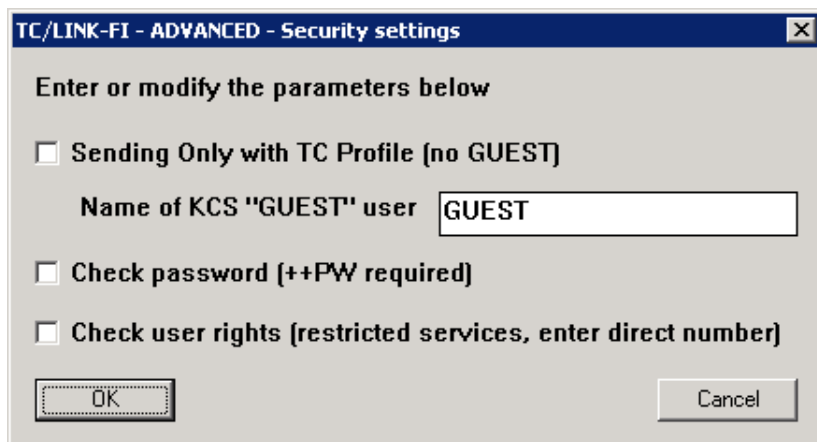 TC/LINK-FI - ADVANCED - Security settings
Enter or modify the parameters below
Sending Only with TC Profile (no GUEST)
Name of KCS "GUEST" user GUEST
Check password (++PW required)
Check user rights (restricted services, enter direct number)
OK Cancel